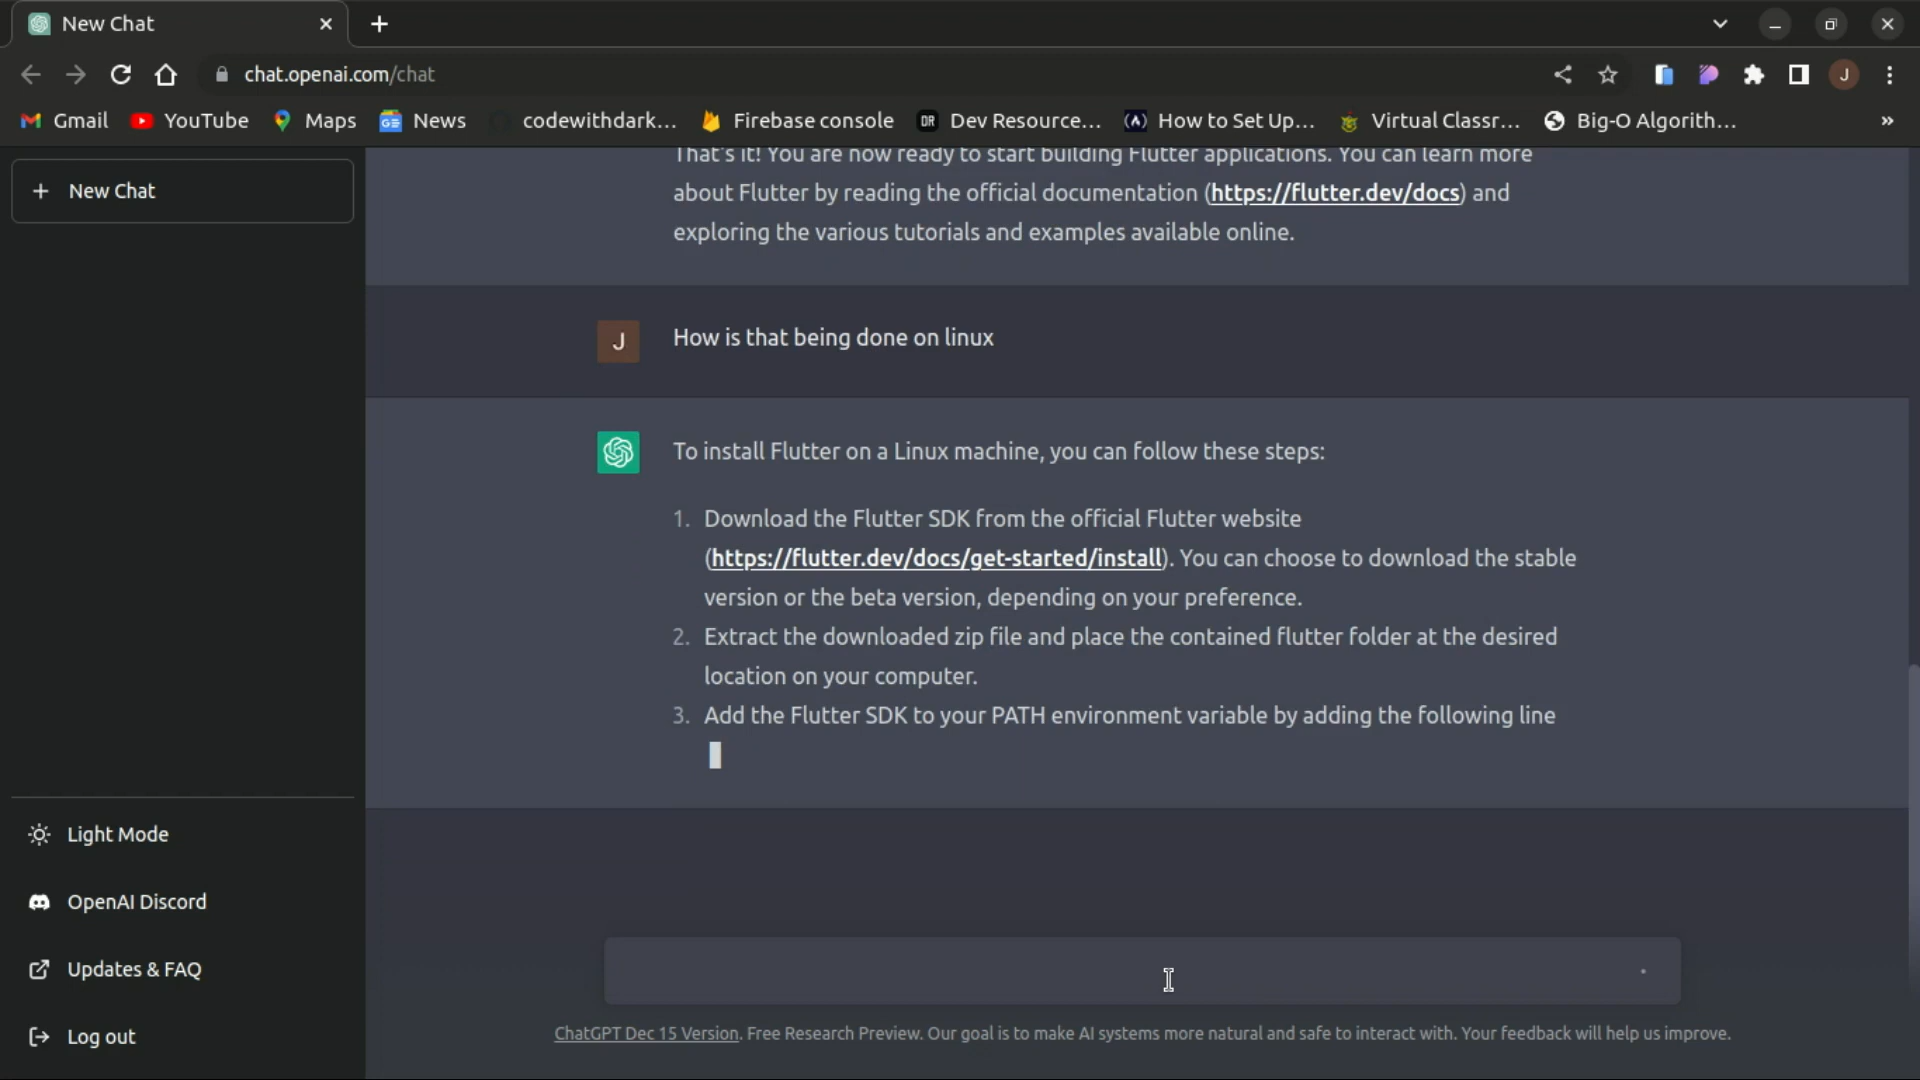 New Chat
chat.openai.com/chat
J
Gmail
YouTube
Maps
News
codewithdark...
DR
Dev Resource...
Firebase console
How to Set Up...
Virtual Classr...
Big-O Algorith...
»
+ New Chat
That's it! You are now ready to start building Flutter applications. You can learn more
about Flutter by reading the official documentation (https://flutter.dev/docs) and
exploring the various tutorials and examples available online.
J
How is that being done on linux
To install Flutter on a Linux machine, you can follow these steps:
1. Download the Flutter SDK from the official Flutter website
(https://flutter.dev/docs/get-started/install). You can choose to download the stable
version or the beta version, depending on your preference.
2. Extract the downloaded zip file and place the contained flutter folder at the desired
location on your computer.
3. Add the Flutter SDK to your PATH environment variable by adding the following line
Light Mode
OpenAI Discord
Updates & FAQ
Log out
ChatGPT Dec 15 Version. Free Research Preview. Our goal is to make AI systems more natural and safe to interact with. Your feedback will help us improve.